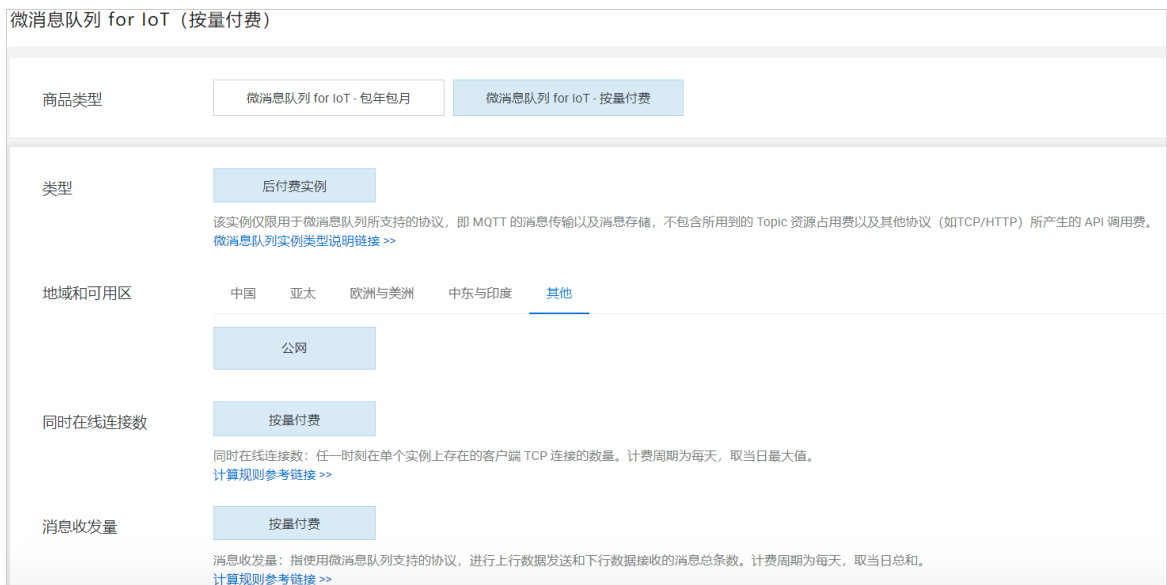 微消息队列 for IoT（按量付费）
商品类型
微消息队列 for IoT - 包年包月
微消息队列 for IoT - 按量付费
类型
后付费实例
该实例仅限用于微消息队列所支持的协议，即 MQTT 的消息传输以及消息存储，不包含所用到的 Topic 资源占用费以及其他协议（如TCP/HTTP）所产生的 API 调用费。
微消息队列实例类型说明链接 >>
地域和可用区
中国 亚太 欧洲与美洲 中东与印度 其他
公网
同时在线连接数
按量付费
同时在线连接数：任一时刻在单个实例上存在的客户端 TCP 连接的数量。计费周期为每天，取当日最大值。
计算规则参考链接 >>
消息收发量
按量付费
消息收发量：指使用微消息队列支持的协议，进行上行数据发送和下行数据接收的消息总条数。计费周期为每天，取当日总和。
计算规则参考链接 >>